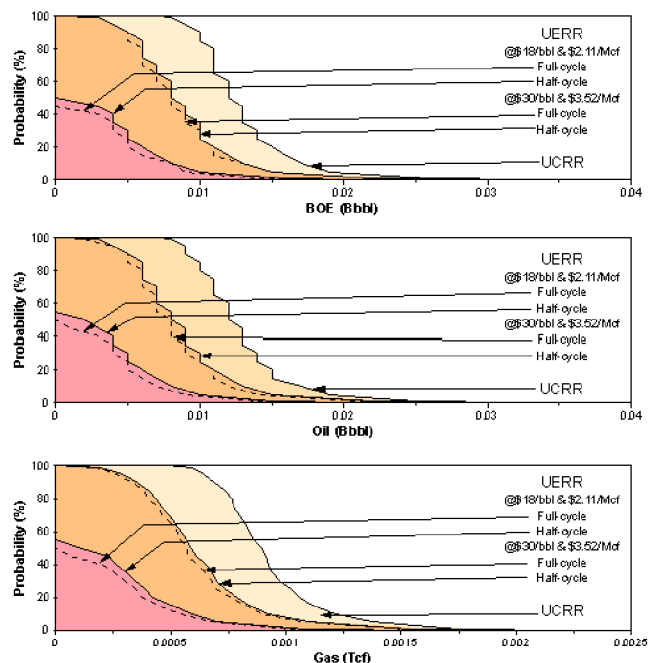 100
80
60
40
20
0
Probability (%)
UERR
@$18/bbl & $2.11/Mcf
Full-cycle
Half-cycle
@$30/bbl & $3.52/Mcf
Full-cycle
Half-cycle
UCRR
0
0.01
0.02
0.03
0.04
BOE (Bbbl)
100
80
60
40
20
0
Probability (%)
UERR
@$18/bbl & $2.11/Mcf
Full-cycle
Half-cycle
@$30/bbl & $3.52/Mcf
Full-cycle
Half-cycle
UCRR
0
0.01
0.02
0.03
0.04
Oil (Bbbl)
100
80
60
40
20
0
Probability (%)
UERR
@$18/bbl & $2.11/Mcf
Full-cycle
Half-cycle
@$30/bbl & $3.52/Mcf
Full-cycle
Half-cycle
UCRR
0
0.0005
0.001
0.0015
0.002
0.0025
Gas (Tcf)